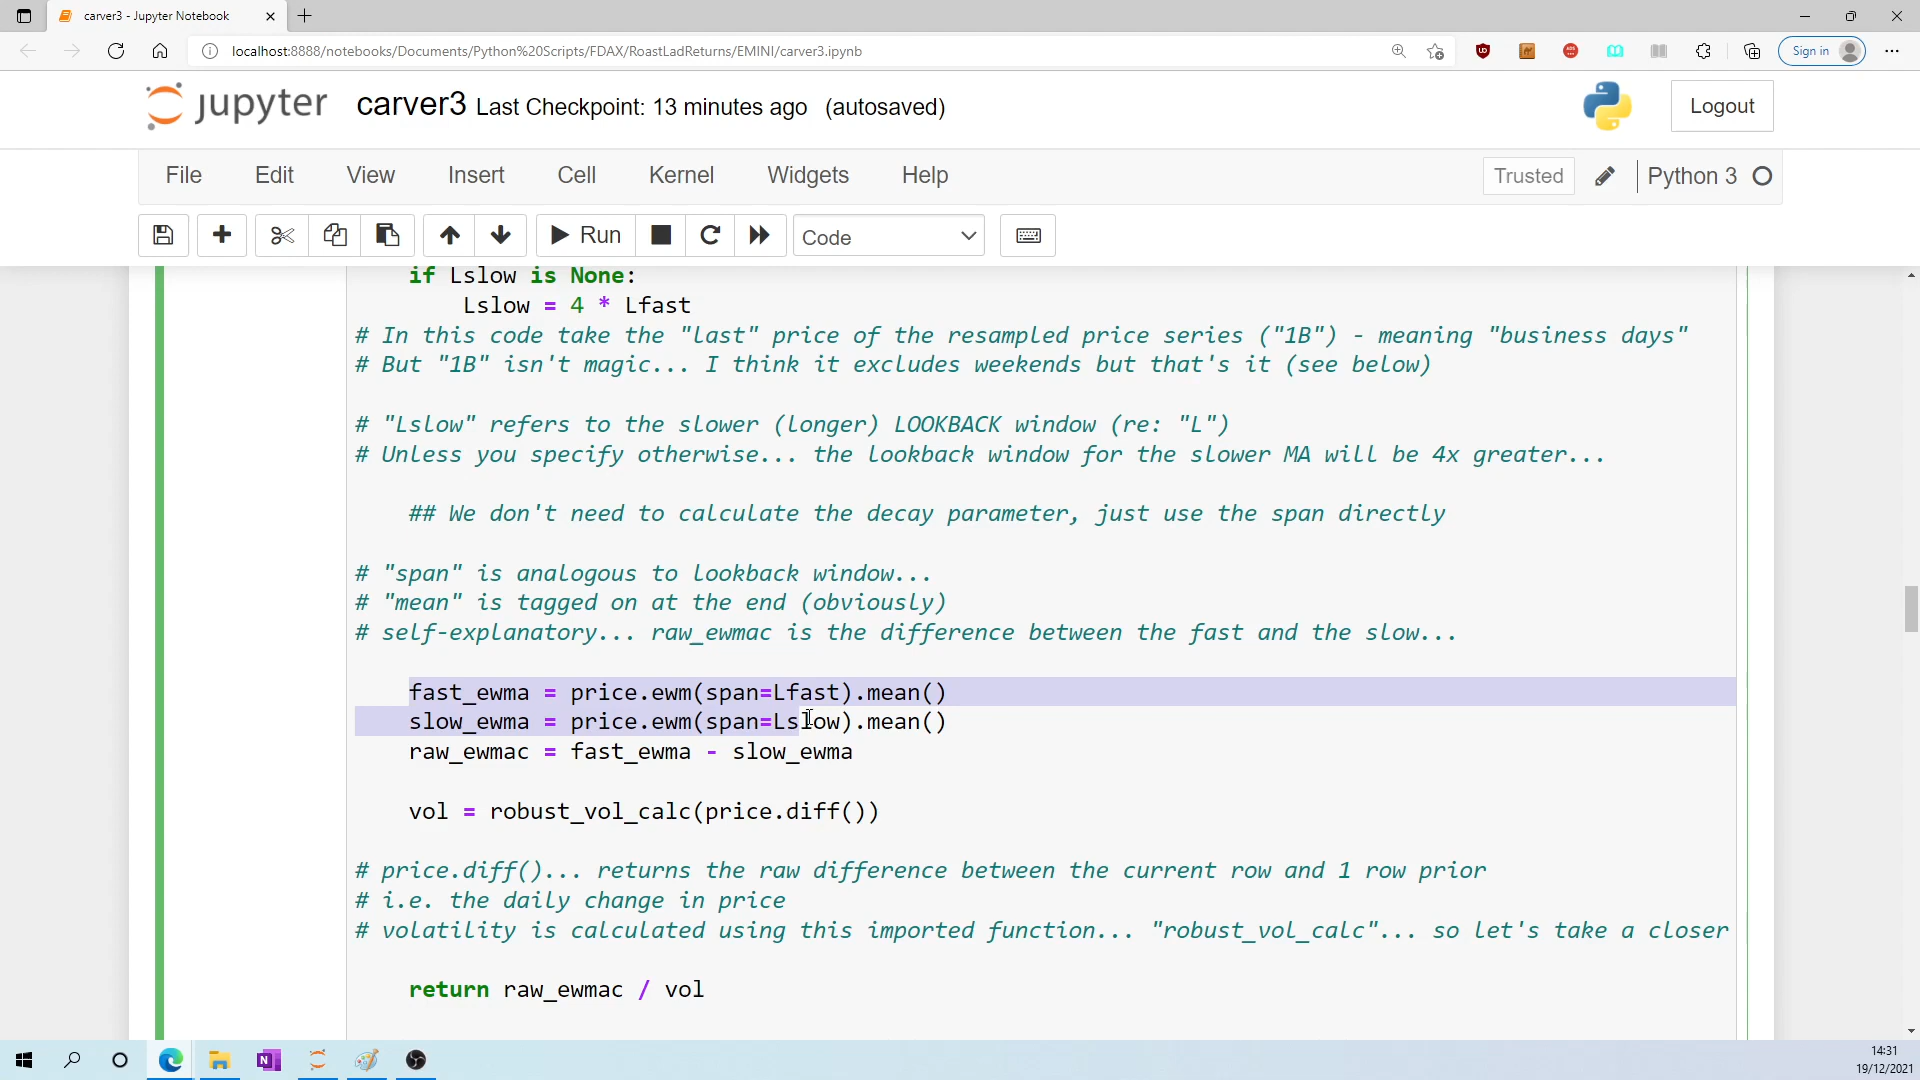 carver3 - Jupyter Notebook
localhost:8888/notebooks/Documents/Python%20Scripts/FDAX/RoastLadReturns/EMINI/carver3.ipynb
Sign in
jupyter carver3 Last Checkpoint: 13 minutes ago (autosaved)
Logout
File Edit View Insert Cell Kernel Widgets Help
Trusted
Python 3
Run
Code
if Lslow is None:
Lslow = 4 * Lfast
# In this code take the "last" price of the resampled price series ("1B") - meaning "business days"
# But "1B" isn't magic... I think it excludes weekends but that's it (see below)
# "Lslow" refers to the slower (longer) LOOKBACK window (re: "L")
# Unless you specify otherwise... the lookback window for the slower MA will be 4x greater...
## We don't need to calculate the decay parameter, just use the span directly
# "span" is analogous to lookback window...
# "mean" is tagged on at the end (obviously)
# self-explanatory... raw_ewmac is the difference between the fast and the slow...
fast_ewma = price.ewm(span=Lfast).mean()
slow_ewma = price.ewm(span=Lslow).mean()
raw_ewmac = fast_ewma - slow_ewma
vol = robust_vol_calc(price.diff())
# price.diff()... returns the raw difference between the current row and 1 row prior
# i.e. the daily change in price
# volatility is calculated using this imported function... "robust_vol_calc"... so let's take a closer
return raw_ewmac / vol
14:31
19/12/2021